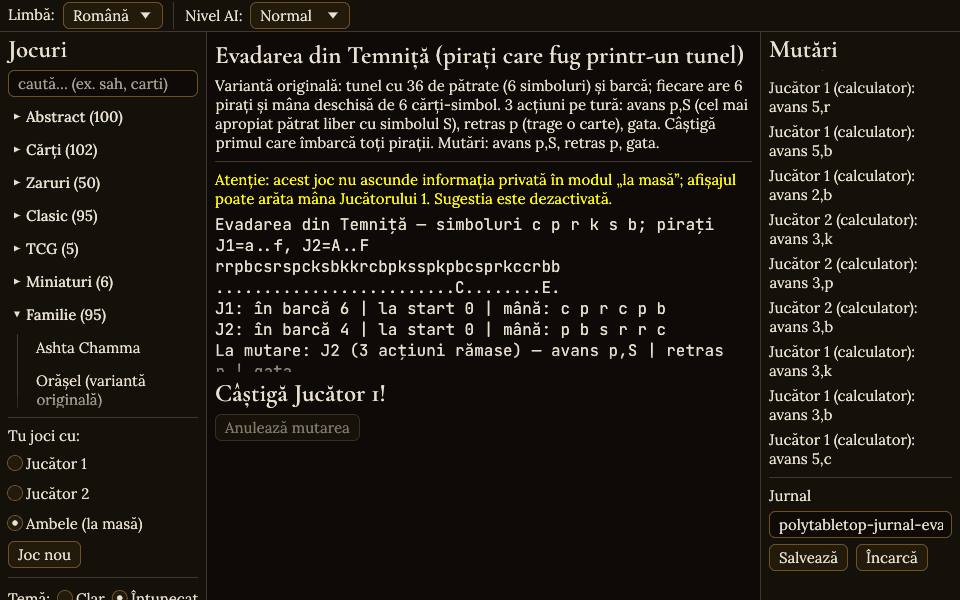 Limbă: Română ▼ Nivel AI: Normal ▼
Jocuri
caută... (ex. sah, carti)
▸ Abstract (100)
▸ Cărți (102)
▸ Zaruri (50)
▸ Clasic (95)
▸ TCG (5)
▸ Miniaturi (6)
▾ Familie (95)
Ashta Chamma
Orășel (variantă
originală)
Tu joci cu:
Jucător 1
Jucător 2
Ambele (la masă)
Joc nou
Temă: Clar Întunecat
Evadarea din Temniță (pirați care fug printr-un tunel)
Variantă originală: tunel cu 36 de pătrate (6 simboluri) și barcă; fiecare are 6
pirați și mâna deschisă de 6 cărți-simbol. 3 acțiuni pe tură: avans p,S (cel mai
apropiat pătrat liber cu simbolul S), retras p (trage o carte), gata. Câștigă
primul care îmbarcă toți pirații. Mutări: avans p,S, retras p, gata.
Atenție: acest joc nu ascunde informația privată în modul „la masă”; afișajul
poate arăta mâna Jucătorului 1. Sugestia este dezactivată.
Evadarea din Temniță — simboluri c p r k s b; pirați
J1=a..f, J2=A..F
rrpbcsrspcksbkkrcbpksspkpbcsprkccrbb
.........................C........E.
J1: în barcă 6 | la start 0 | mână: c p r c p b
J2: în barcă 4 | la start 0 | mână: p b s r r c
La mutare: J2 (3 acțiuni rămase) — avans p,S | retras
p | gata
Câștigă Jucător 1!
Anulează mutarea
Mutări
Jucător 1 (calculator):
avans 5,r
Jucător 1 (calculator):
avans 5,b
Jucător 1 (calculator):
avans 2,b
Jucător 2 (calculator):
avans 3,k
Jucător 2 (calculator):
avans 3,p
Jucător 2 (calculator):
avans 3,b
Jucător 1 (calculator):
avans 3,k
Jucător 1 (calculator):
avans 3,b
Jucător 1 (calculator):
avans 5,c
Jurnal
polytabletop-jurnal-eva
Salvează Încarcă